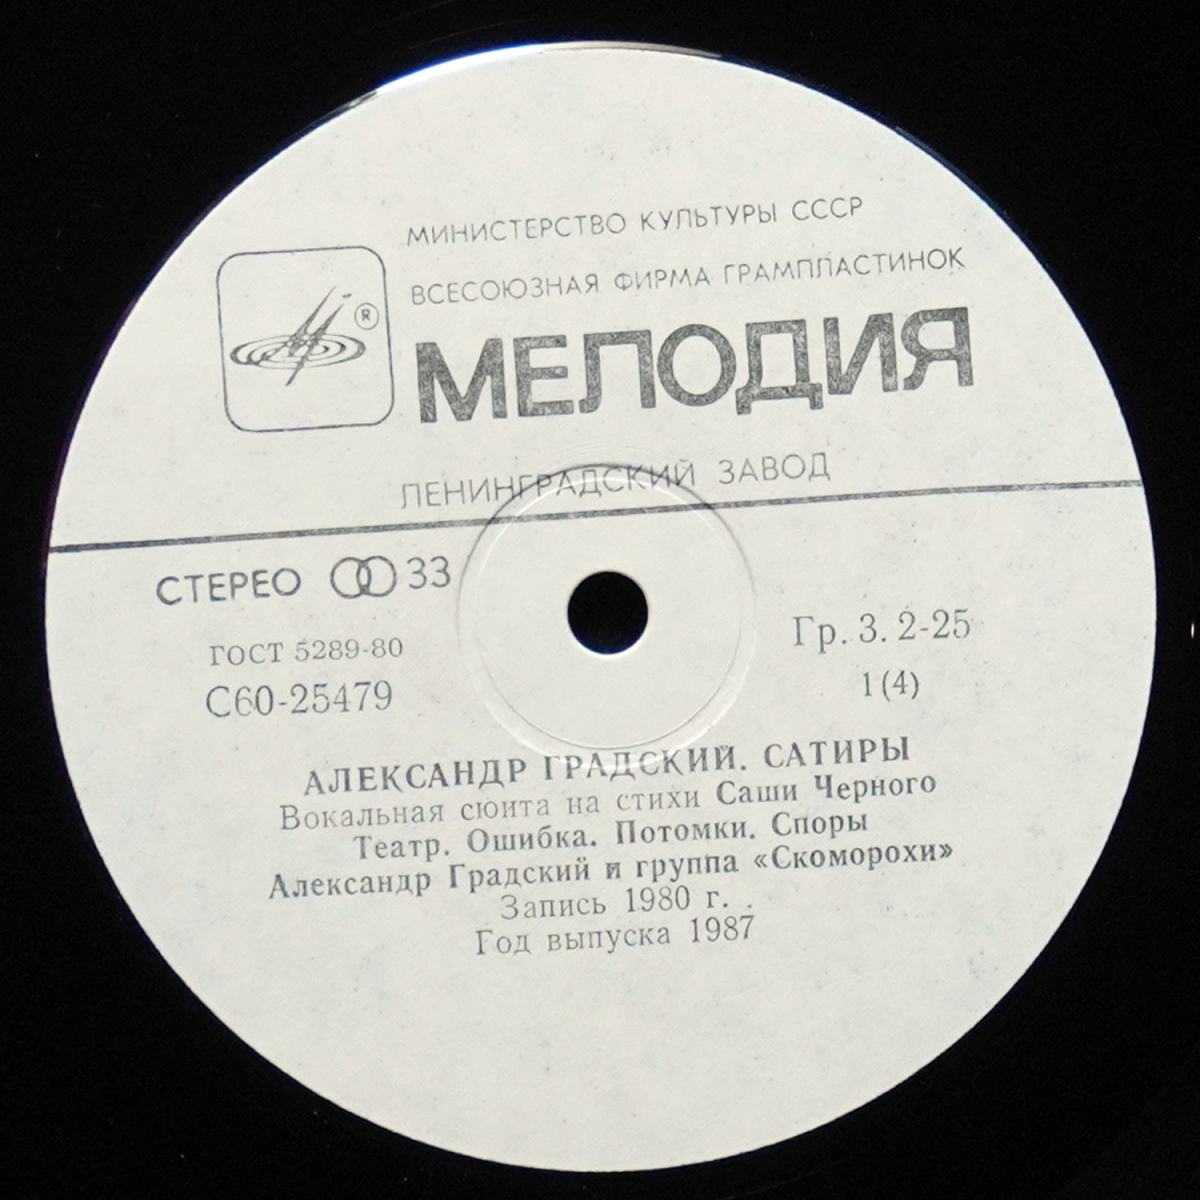 МИНИСТЕРСТВО КУЛЬТУРЫ СССР
ВСЕСОЮЗНАЯ ФИРМА ГРАМПЛАСТИНОК
®
МЕЛОДИЯ
ЛЕНИНГРАДСКИЙ ЗАВОД
СТЕРЕО 33
ГОСТ 5289-80
С60-25479
Гр. 3. 2-25
1(4)
АЛЕКСАНДР ГРАДСКИЙ. САТИРЫ
Вокальная сюита на стихи Саши Черного
Театр. Ошибка. Потомки. Споры
Александр Градский и группа «Скоморохи»
Запись 1980 г.
Год выпуска 1987